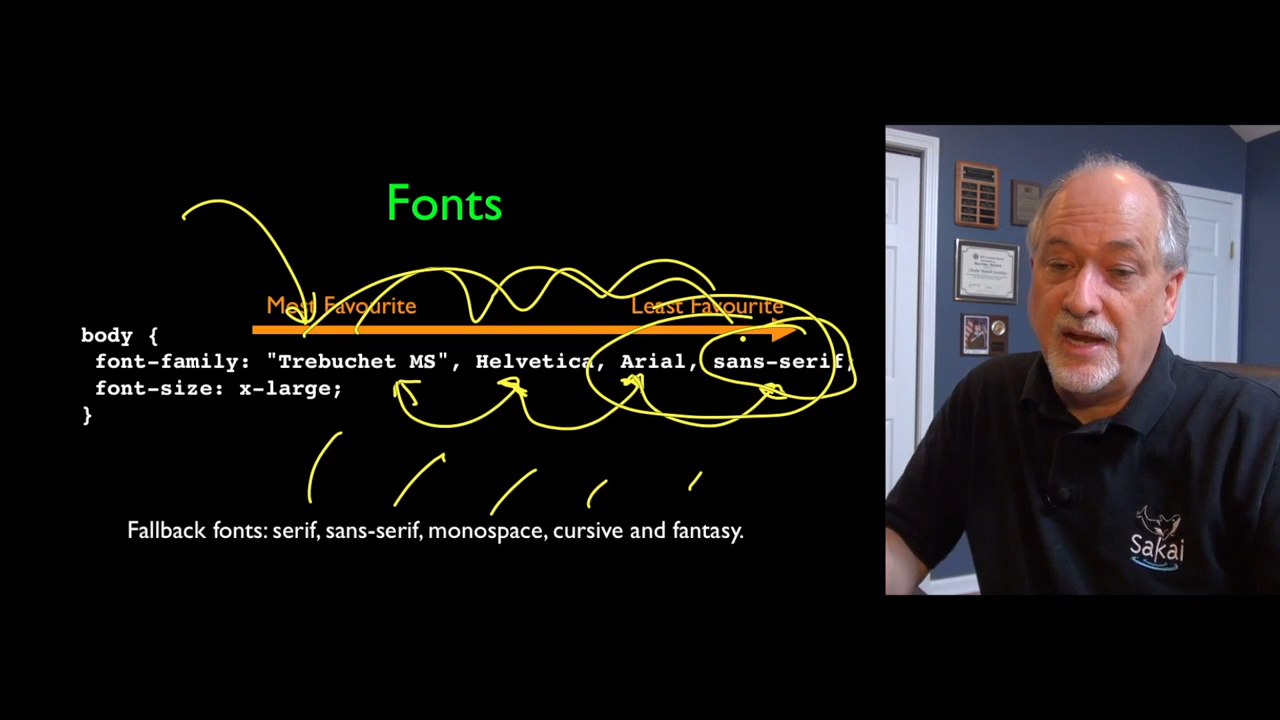 Fonts
Most Favourite Least Favourite
body {
font-family: "Trebuchet MS", Helvetica, Arial, sans-serif;
font-size: x-large;
}
Fallback fonts: serif, sans-serif, monospace, cursive and fantasy.
Sakai